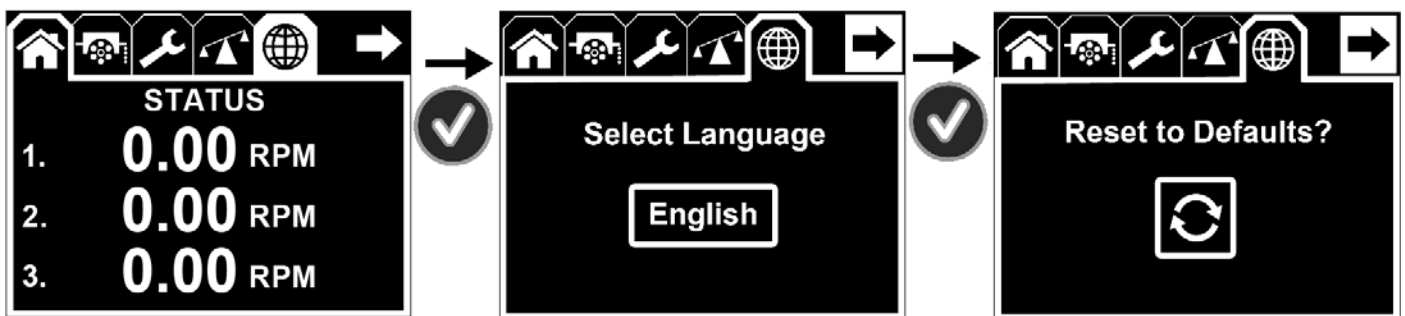 STATUS
1. 0.00 RPM
2. 0.00 RPM
3. 0.00 RPM
Select Language
English
Reset to Defaults?